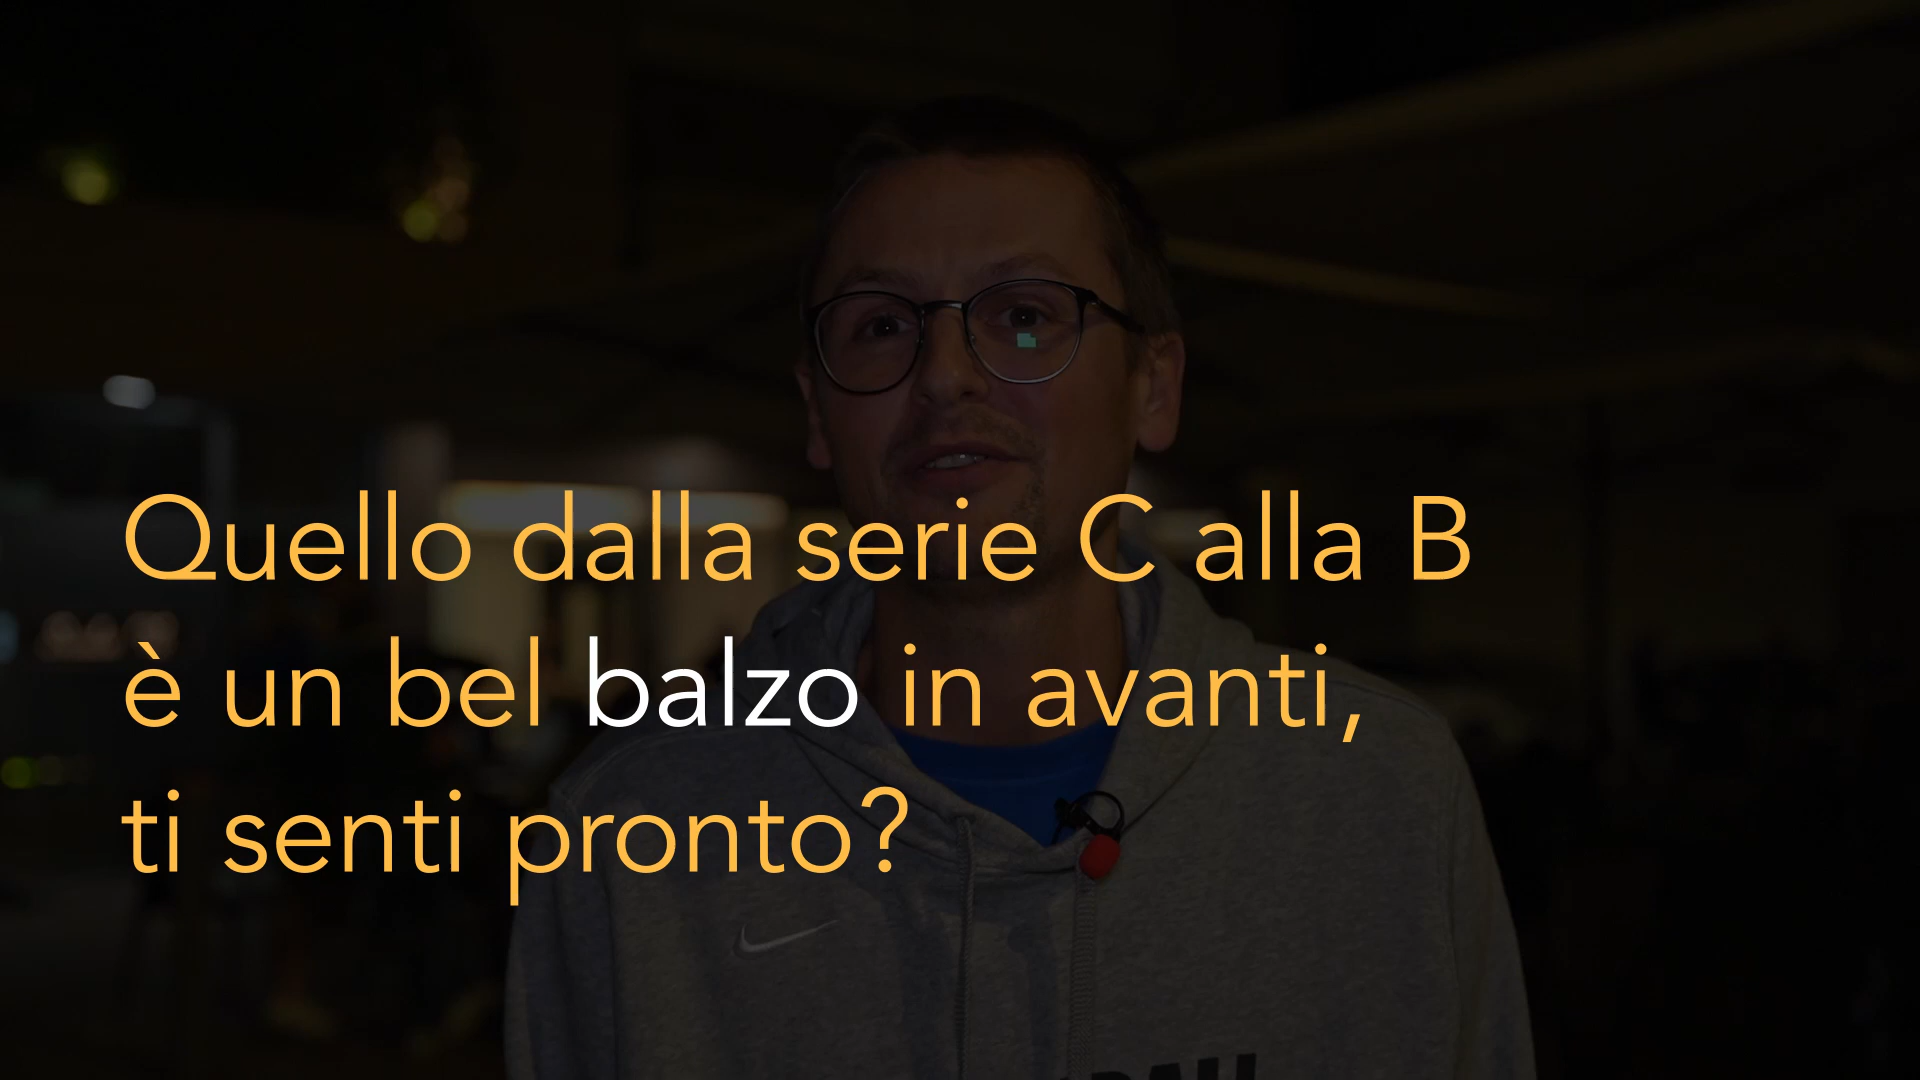 Quello dalla serie C alla B
è un bel balzo in avanti,
ti senti pronto?